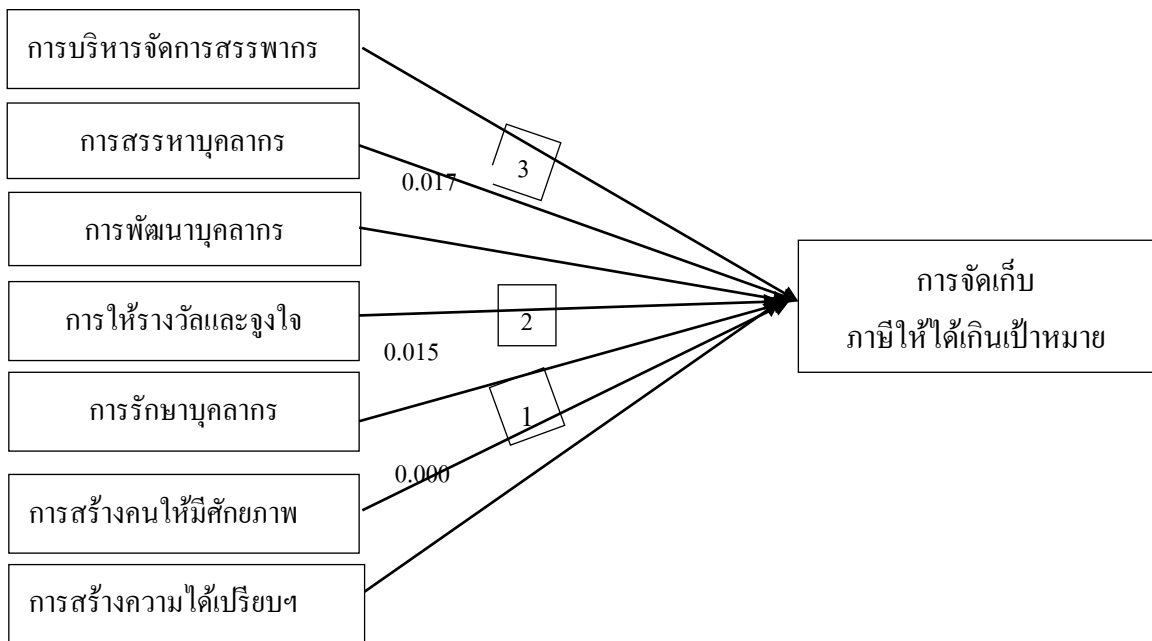 การบริหารจัดการสรรพากร
การสรรหาบุคลากร
3
0.017
การพัฒนาบุคลากร
การจัดเก็บ
ภาษีให้ได้เกินเป้าหมาย
การให้รางวัลและจูงใจ
2
0.015
การรักษาบุคลากร
1
0.000
การสร้างคนให้มีศักยภาพ
การสร้างความได้เปรียบฯ